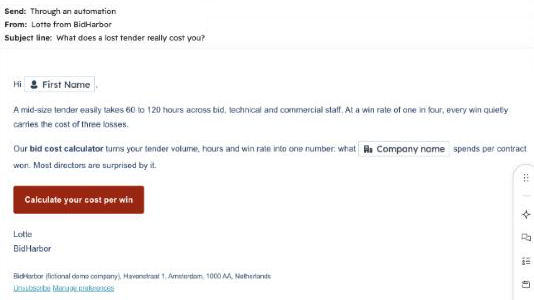 Send: Through an automation
From: Lotte from BidHarbor
Subject line: What does a lost tender really cost you?
Hi First Name ,
A mid-size tender easily takes 60 to 120 hours across bid, technical and commercial staff. At a win rate of one in four, every win quietly
carries the cost of three losses.
Our bid cost calculator turns your tender volume, hours and win rate into one number: what Company name spends per contract
won. Most directors are surprised by it.
Calculate your cost per win
Lotte
BidHarbor
BidHarbor (fictional demo company), Havenstraat 1, Amsterdam, 1000 AA, Netherlands
Unsubscribe Manage preferences